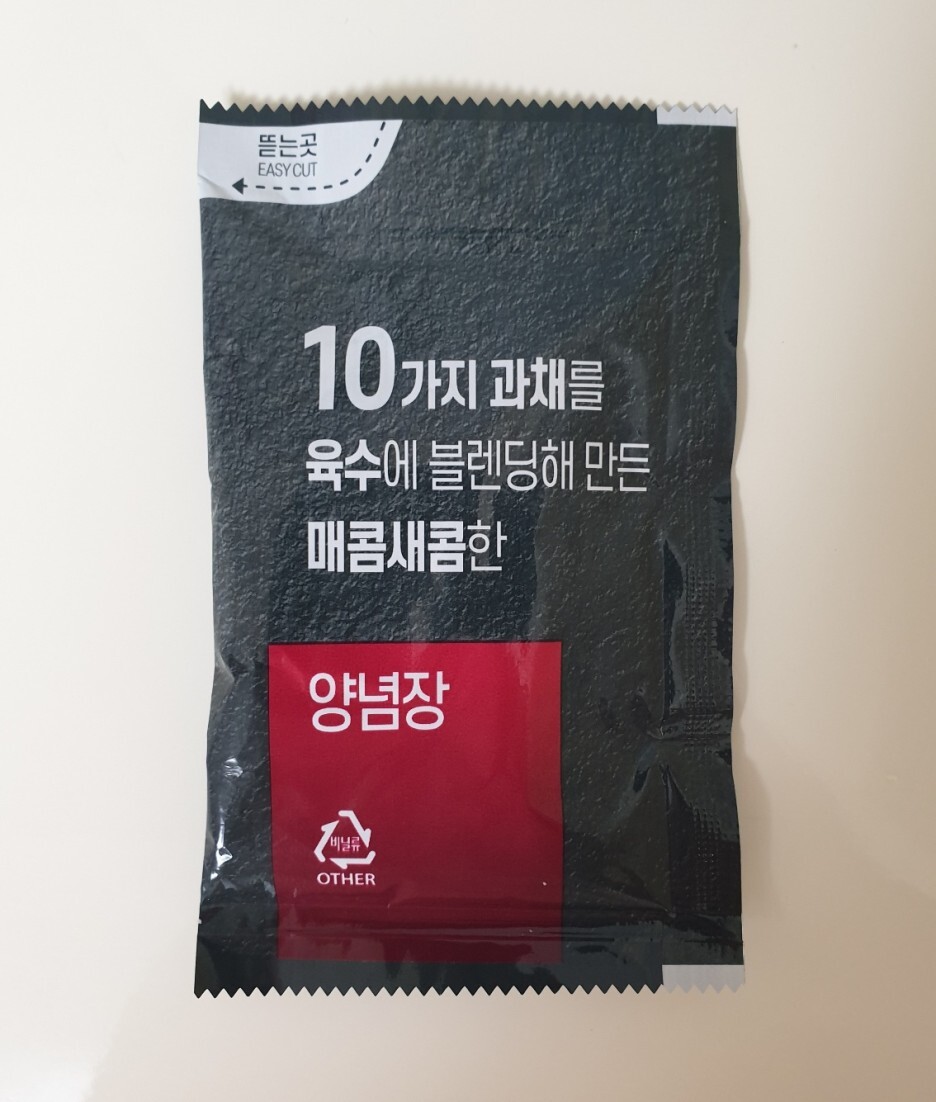 뜯는곳
EASY CUT
10가지 과채를
육수에 블렌딩해 만든
매콤새콤한
양념장
비닐류
OTHER